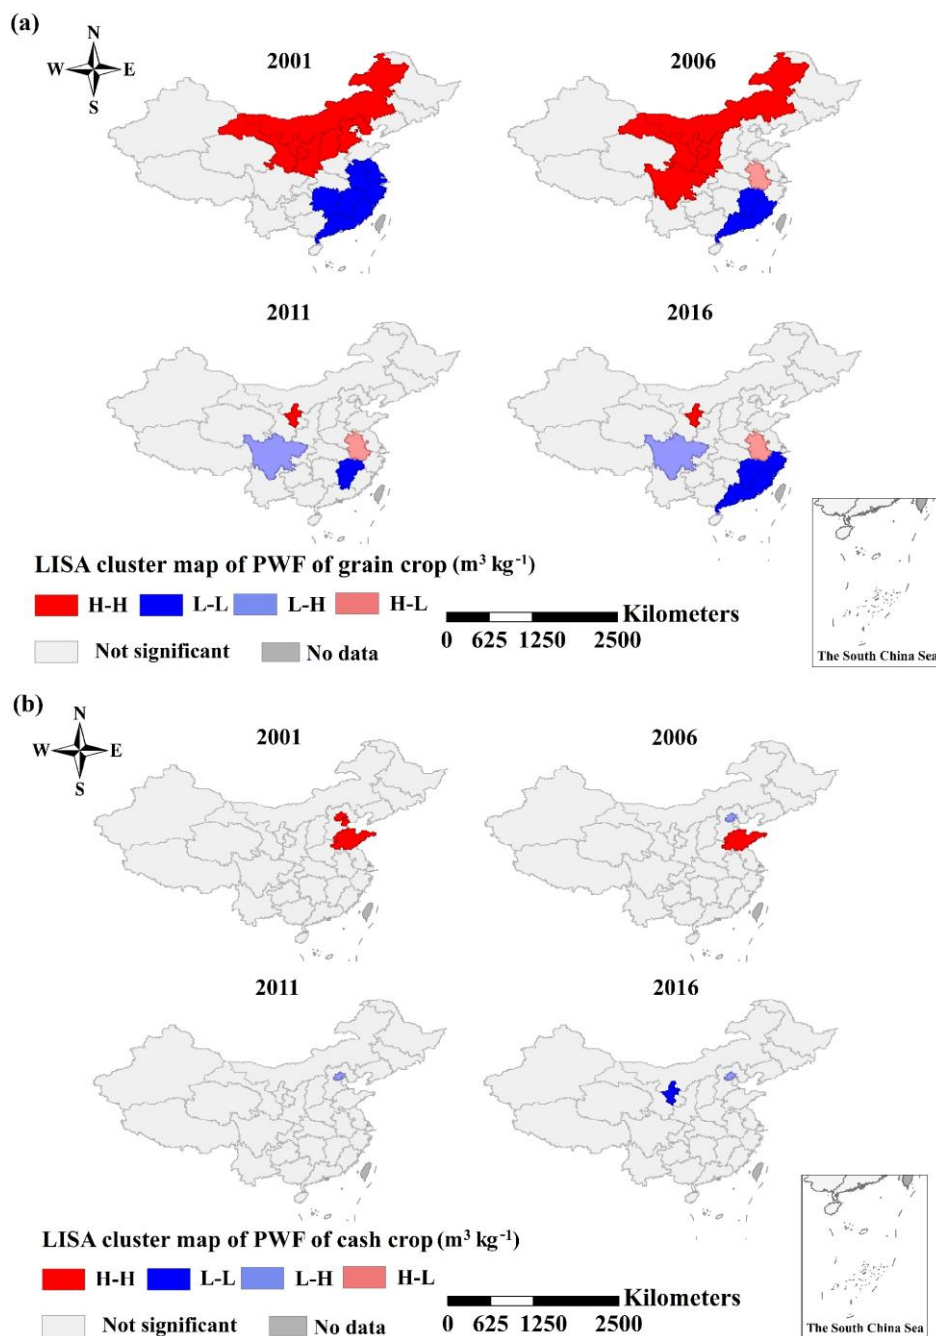 (a)
N
W E
S
2001
2006
2011
2016
LISA cluster map of PWF of grain crop (m³ kg⁻¹)
H-H L-L L-H H-L
Not significant No data
Kilometers
0 625 1250 2500
The South China Sea
(b)
N
W E
S
2001
2006
2011
2016
LISA cluster map of PWF of cash crop (m³ kg⁻¹)
H-H L-L L-H H-L
Not significant No data
Kilometers
0 625 1250 2500
The South China Sea